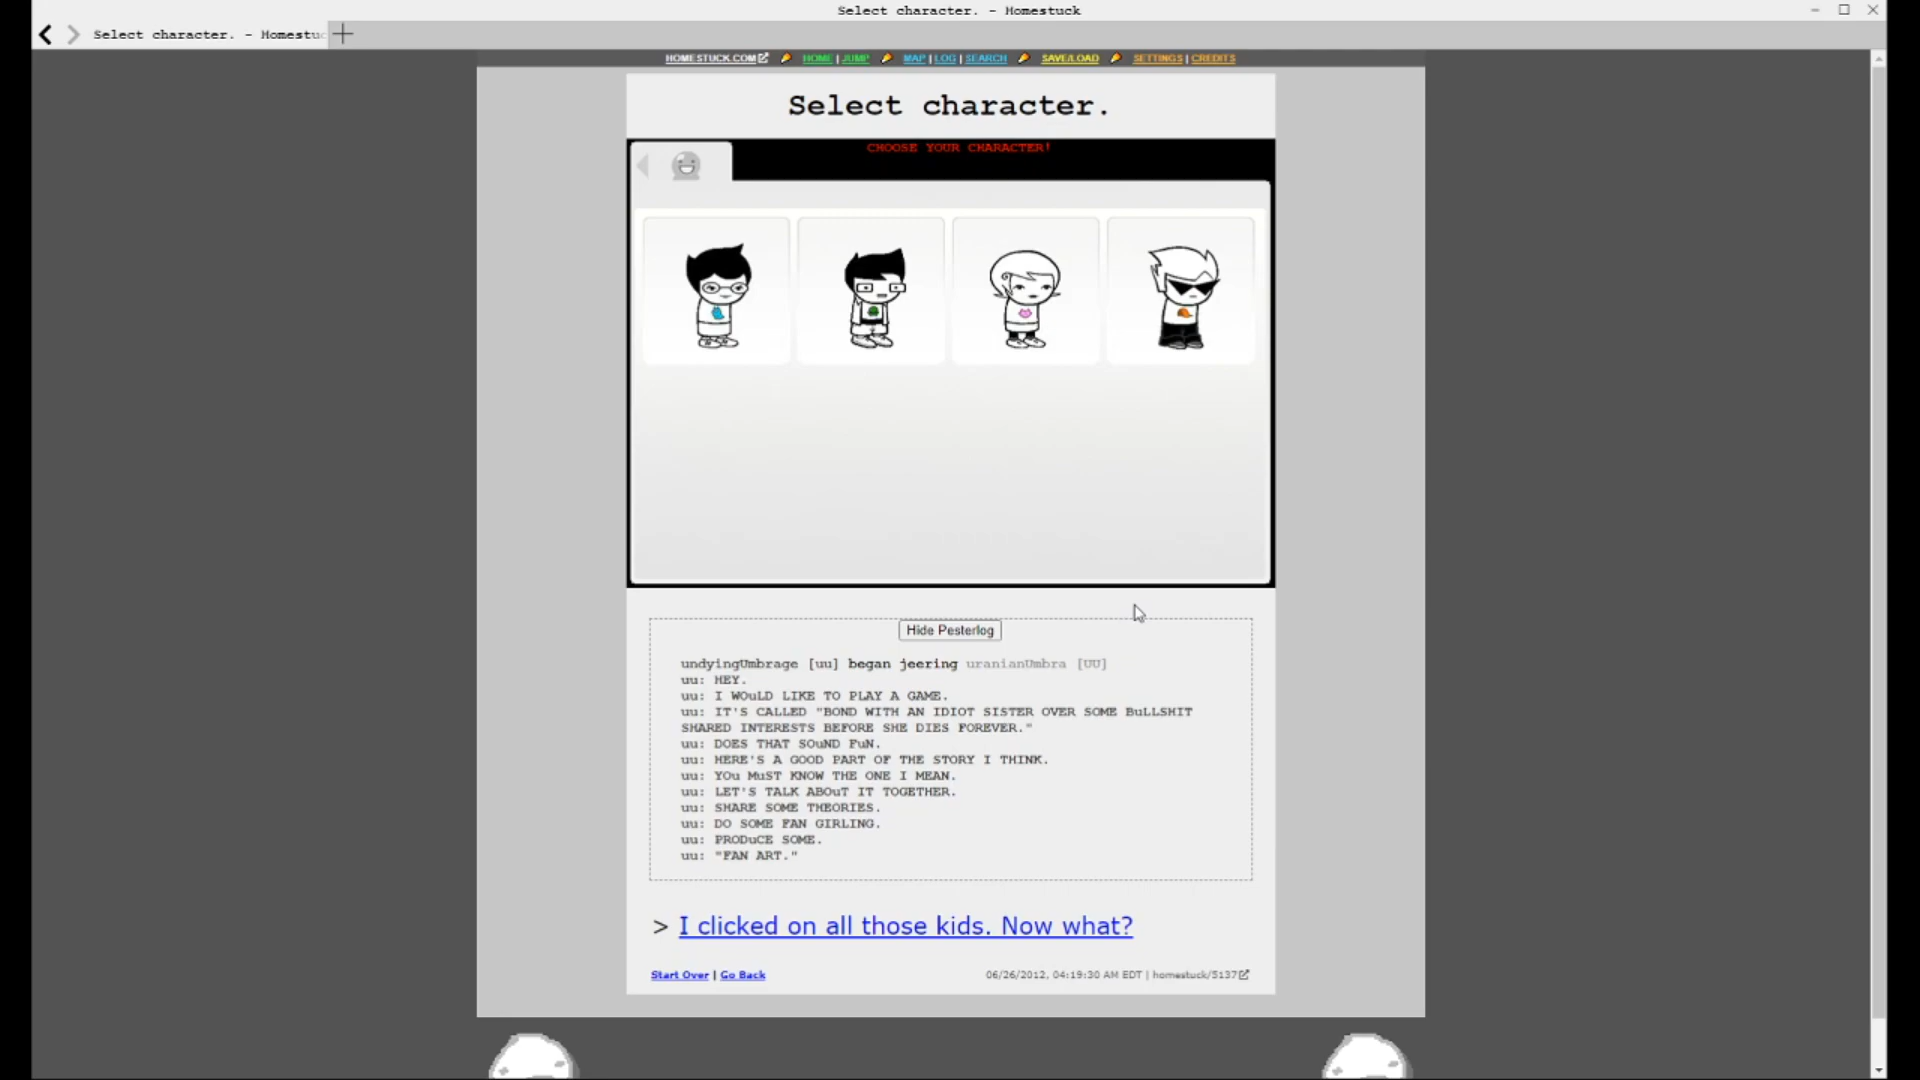 Select character. - Homestuck
Select character. - Homestu
HOMESTUCK.COM HOME | JUMP MAP | LOG | SEARCH SAVE/LOAD SETTINGS | CREDITS
Select character.
CHOOSE YOUR CHARACTER!
Hide Pesterlog
undyingUmbrage [uu] began jeering uranianUmbra [UU]
uu: HEY.
uu: I WOuLD LIKE TO PLAY A GAME.
uu: IT'S CALLED "BOND WITH AN IDIOT SISTER OVER SOME BuLLSHIT
SHARED INTERESTS BEFORE SHE DIES FOREVER."
uu: DOES THAT SOuND FuN.
uu: HERE'S A GOOD PART OF THE STORY I THINK.
uu: YOu MuST KNOW THE ONE I MEAN.
uu: LET'S TALK ABOuT IT TOGETHER.
uu: SHARE SOME THEORIES.
uu: DO SOME FAN GIRLING.
uu: PRODuCE SOME.
uu: "FAN ART."
> I clicked on all those kids. Now what?
Start Over | Go Back 06/26/2012, 04:19:30 AM EDT | homestuck/5137